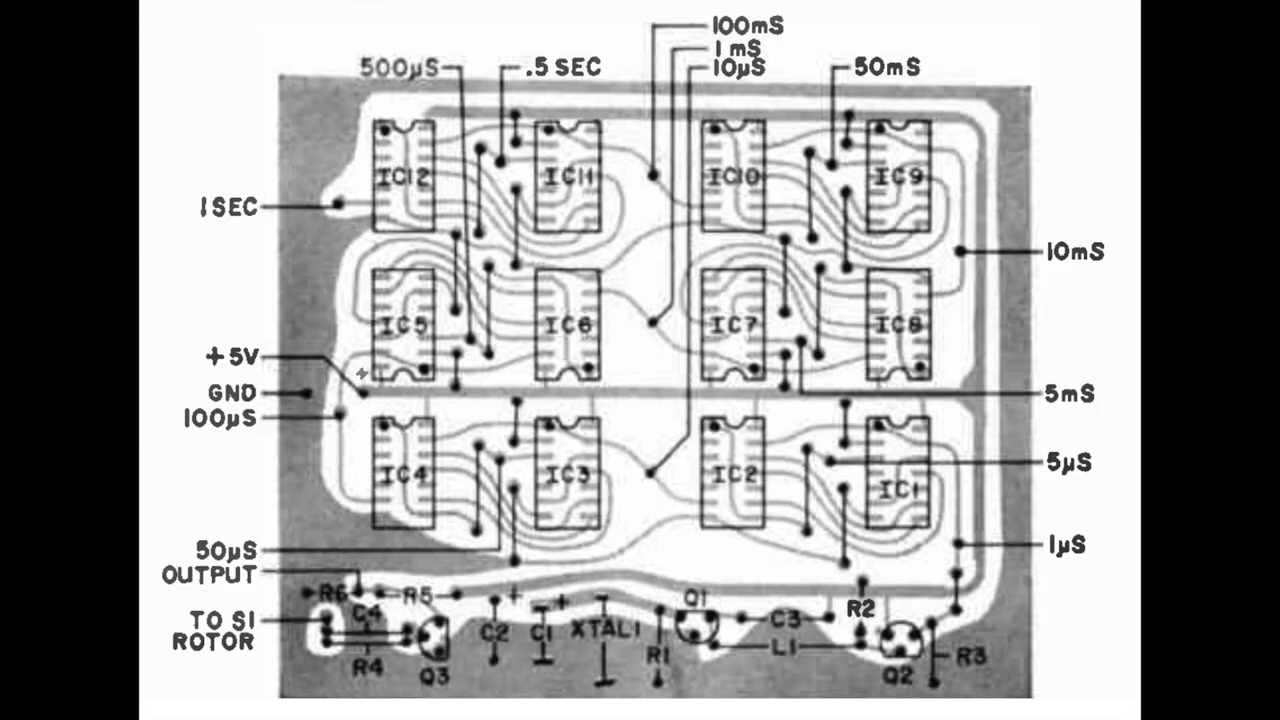 100mS
1 mS
500µS
.5 SEC
10µS
50mS
IC12
IC11
IC10
IC9
1SEC
10mS
IC5
IC6
IC7
IC8
+5V
GND
5mS
100µS
5µS
IC4
IC3
IC2
IC1
50µS
1µS
OUTPUT
R6
R5
+
+
Q1
R2
C4
C3
TO S1
ROTOR
C2
C1
XTAL1
R1
L1
R3
R4
Q3
Q2